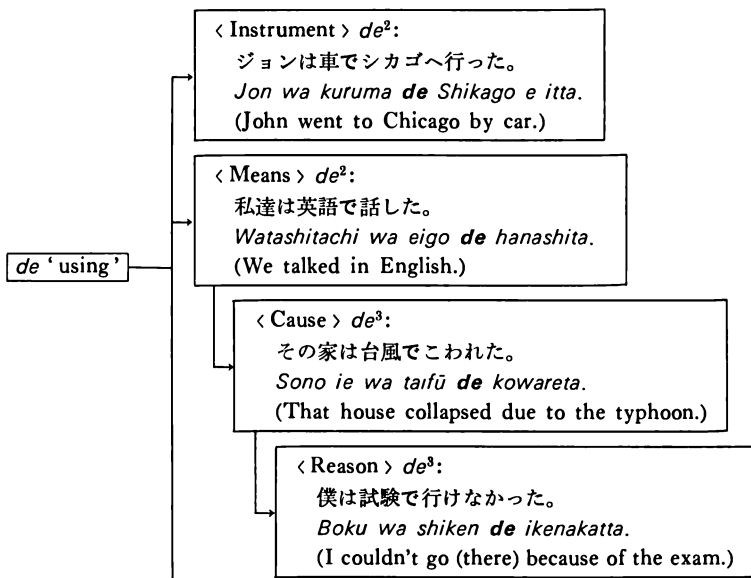 〈Instrument〉 de²:
ジョンは車でシカゴへ行った。
Jon wa kuruma de Shikago e itta.
(John went to Chicago by car.)
〈Means〉 de²:
私達は英語で話した。
Watashitachi wa eigo de hanashita.
(We talked in English.)
de ‘using’
〈Cause〉 de³:
その家は台風でこわれた。
Sono ie wa taifū de kowareta.
(That house collapsed due to the typhoon.)
〈Reason〉 de³:
僕は試験で行けなかった。
Boku wa shiken de ikenakatta.
(I couldn't go (there) because of the exam.)